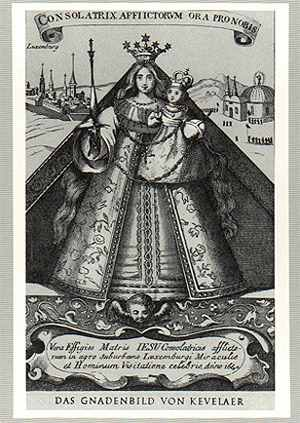 CONSOLATRIX AFFLICTORVM ORA PRO NOBIS
Luxemburg
Vera Effigies Matris IESU Consolatricis afflicto-
rum in agro suburbano Luxemburgi Miraculis
et Hominum Visitatione celebris, Anno 164
DAS GNADENBILD VON KEVELAER